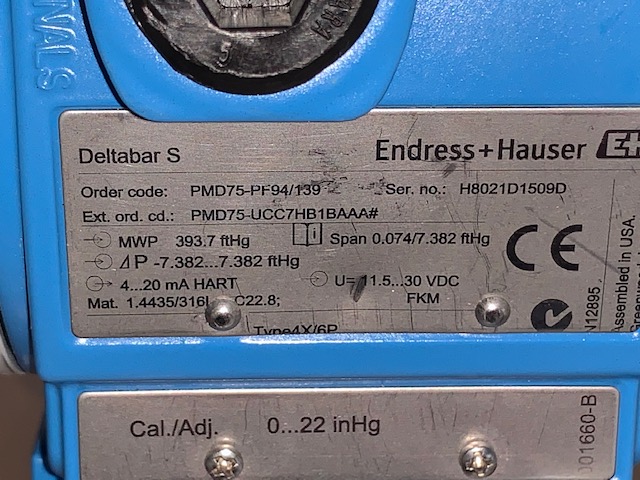 Deltabar S
Endress+Hauser EH
Order code: PMD75-PF94/139 Ser. no.: H8021D1509D
Ext. ord. cd.: PMD75-UCC7HB1BAAA#
MWP 393.7 ftHg i Span 0.074/7.382 ftHg
ΔP -7.382...7.382 ftHg
4...20 mA HART U= 11.5...30 VDC
Mat. 1.4435/316L C22.8; FKM
Type4X/6P
CE
N12895
Assembled in USA,
Cal./Adj. 0...22 inHg
001660-B